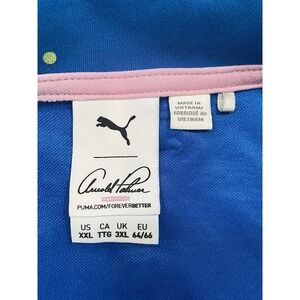 MADE IN
VIETNAM/
FABRIQUÉ AU
VIETNAM
Arnold Palmer
PUMA.COM/FOREVERBETTER
US CA UK EU
XXL TTG 3XL 64/66